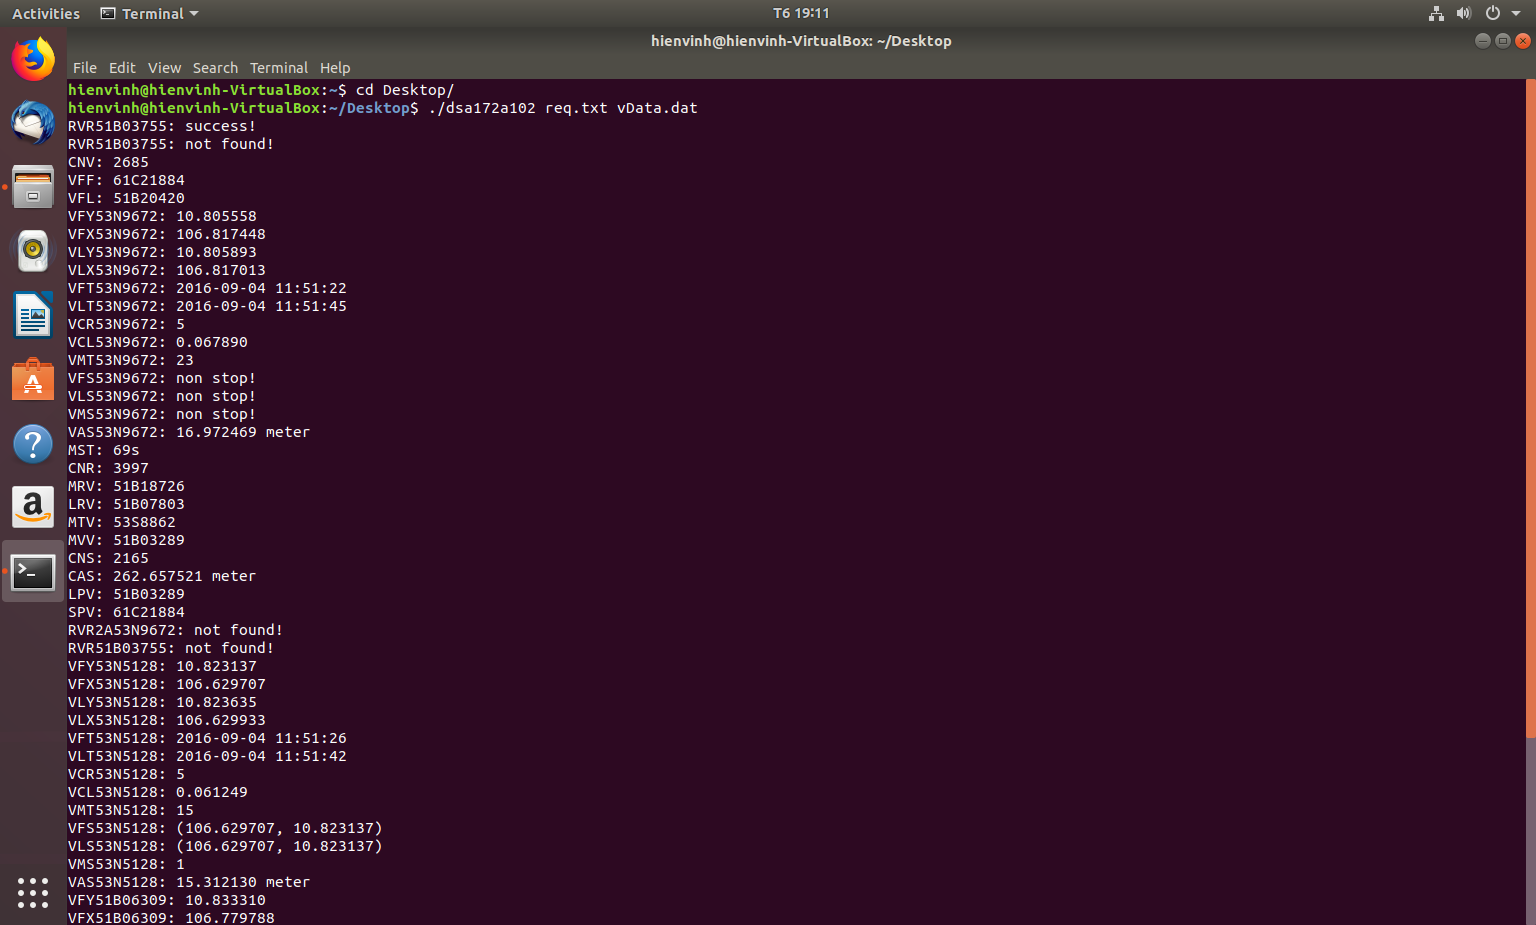 Activities Terminal T6 19:11
hienvinh@hienvinh-VirtualBox: ~/Desktop
File Edit View Search Terminal Help
hienvinh@hienvinh-VirtualBox:~$ cd Desktop/
hienvinh@hienvinh-VirtualBox:~/Desktop$ ./dsa172a102 req.txt vData.dat
RVR51B03755: success!
RVR51B03755: not found!
CNV: 2685
VFF: 61C21884
VFL: 51B20420
VFY53N9672: 10.805558
VFX53N9672: 106.817448
VLY53N9672: 10.805893
VLX53N9672: 106.817013
VFT53N9672: 2016-09-04 11:51:22
VLT53N9672: 2016-09-04 11:51:45
VCR53N9672: 5
VCL53N9672: 0.067890
VMT53N9672: 23
VFS53N9672: non stop!
VLS53N9672: non stop!
VMS53N9672: non stop!
VAS53N9672: 16.972469 meter
MST: 69s
CNR: 3997
MRV: 51B18726
LRV: 51B07803
MTV: 53S8862
MVV: 51B03289
CNS: 2165
CAS: 262.657521 meter
LPV: 51B03289
SPV: 61C21884
RVR2A53N9672: not found!
RVR51B03755: not found!
VFY53N5128: 10.823137
VFX53N5128: 106.629707
VLY53N5128: 10.823635
VLX53N5128: 106.629933
VFT53N5128: 2016-09-04 11:51:26
VLT53N5128: 2016-09-04 11:51:42
VCR53N5128: 5
VCL53N5128: 0.061249
VMT53N5128: 15
VFS53N5128: (106.629707, 10.823137)
VLS53N5128: (106.629707, 10.823137)
VMS53N5128: 1
VAS53N5128: 15.312130 meter
VFY51B06309: 10.833310
VFX51B06309: 106.779788